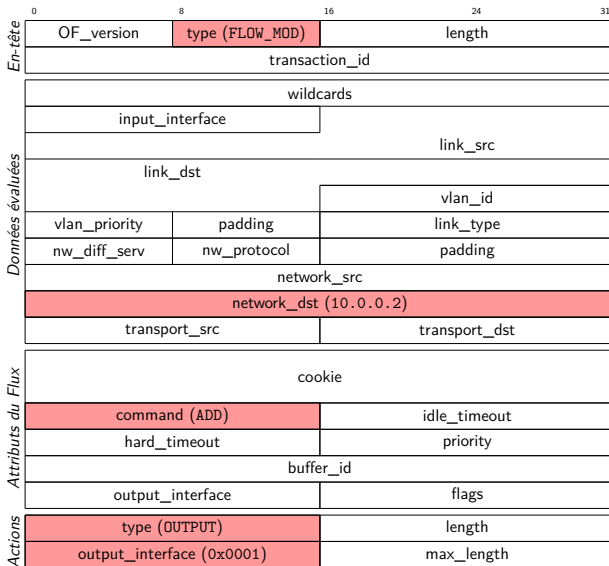 0 8 16 31
En-tête
OF_version type (FLOW_MOD) length
transaction_id
Données évaluées
wildcards
input_interface
link_src
link_dst
vlan_id
vlan_priority padding link_type
nw_diff_serv nw_protocol padding
network_src
network_dst (10.0.0.2)
transport_src transport_dst
Attributs du Flux
cookie
command (ADD) idle_timeout
hard_timeout priority
buffer_id
output_interface flags
Actions
type (OUTPUT) length
output_interface (0x0001) max_length